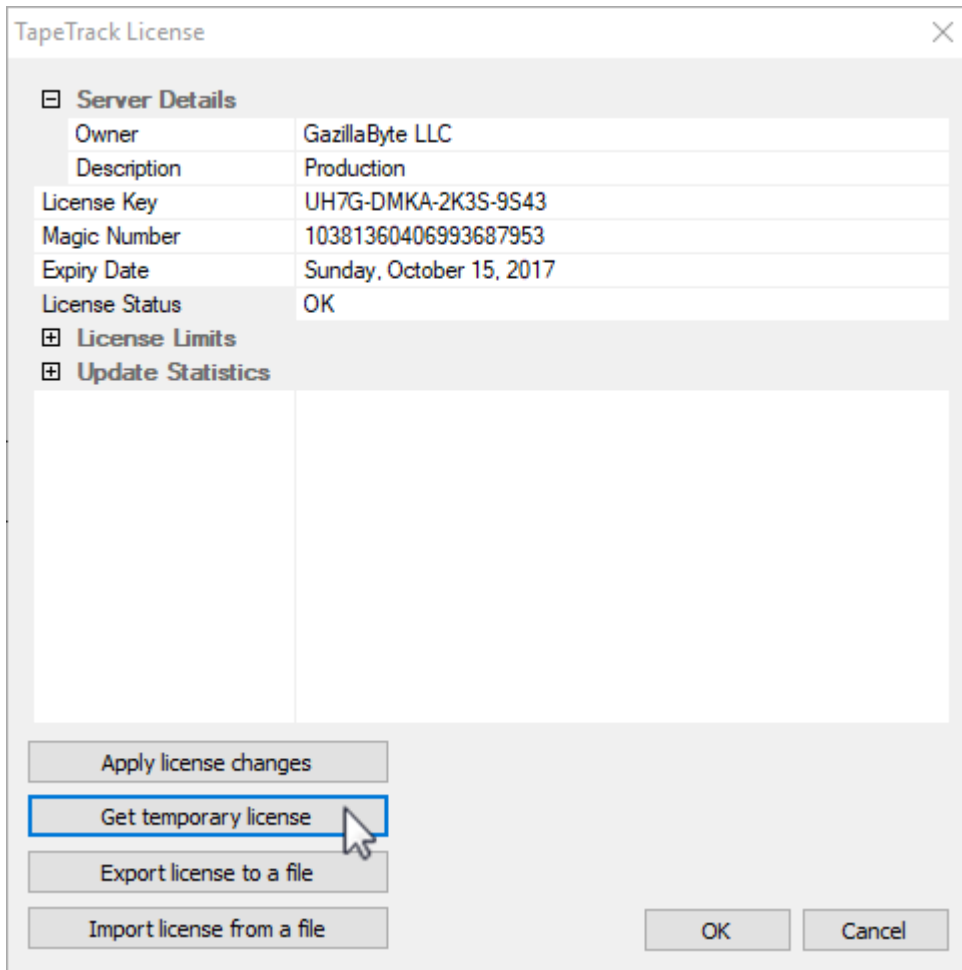 TapeTrack License
Server Details
Owner GazillaByte LLC
Description Production
License Key UH7G-DMKA-2K3S-9S43
Magic Number 10381360406993687953
Expiry Date Sunday, October 15, 2017
License Status OK
License Limits
Update Statistics
Apply license changes
Get temporary license
Export license to a file
Import license from a file
OK Cancel